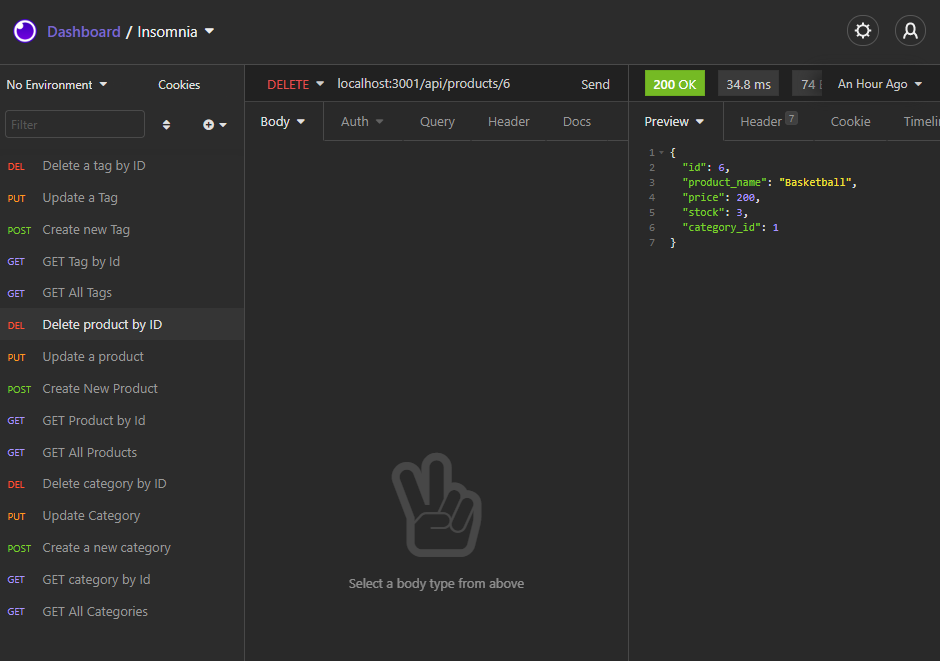 Dashboard / Insomnia
No Environment Cookies
Filter
DEL Delete a tag by ID
PUT Update a Tag
POST Create new Tag
GET GET Tag by Id
GET GET All Tags
DEL Delete product by ID
PUT Update a product
POST Create New Product
GET GET Product by Id
GET GET All Products
DEL Delete category by ID
PUT Update Category
POST Create a new category
GET GET category by Id
GET GET All Categories
DELETE localhost:3001/api/products/6 Send
Body Auth Query Header Docs
Select a body type from above
200 OK 34.8 ms 74 An Hour Ago
Preview Header 7 Cookie Timeli
1 {
2 "id": 6,
3 "product_name": "Basketball",
4 "price": 200,
5 "stock": 3,
6 "category_id": 1
7 }